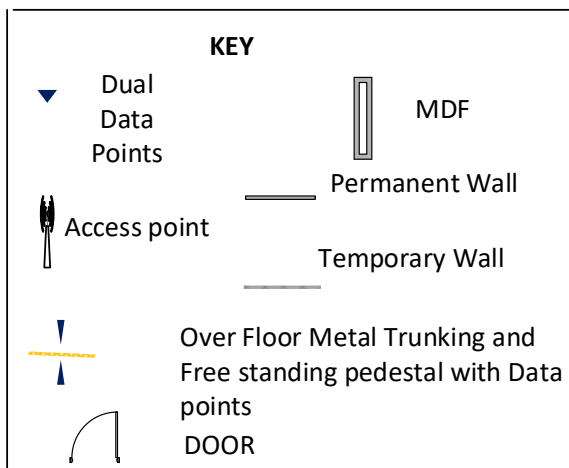 KEY
Dual
Data
Points
MDF
Permanent Wall
Access point
Temporary Wall
Over Floor Metal Trunking and
Free standing pedestal with Data
points
DOOR